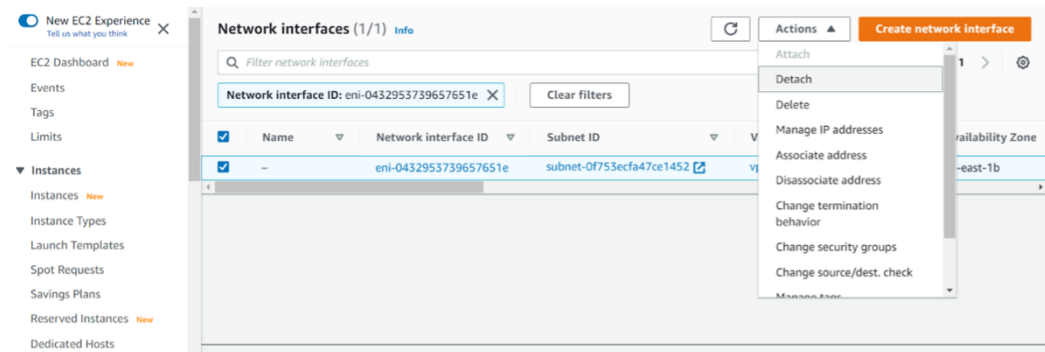 New EC2 Experience
Tell us what you think
EC2 Dashboard New
Events
Tags
Limits
Instances
Instances New
Instance Types
Launch Templates
Spot Requests
Savings Plans
Reserved Instances New
Dedicated Hosts
Network interfaces (1/1) Info
Actions
Create network interface
Filter network interfaces
1
Network interface ID: eni-0432953739657651e
Clear filters
Name
Network interface ID
Subnet ID
V
vailability Zone
–
eni-0432953739657651e
subnet-0f753ecfa47ce1452
vp
-east-1b
Attach
Detach
Delete
Manage IP addresses
Associate address
Disassociate address
Change termination
behavior
Change security groups
Change source/dest. check
Manage tags